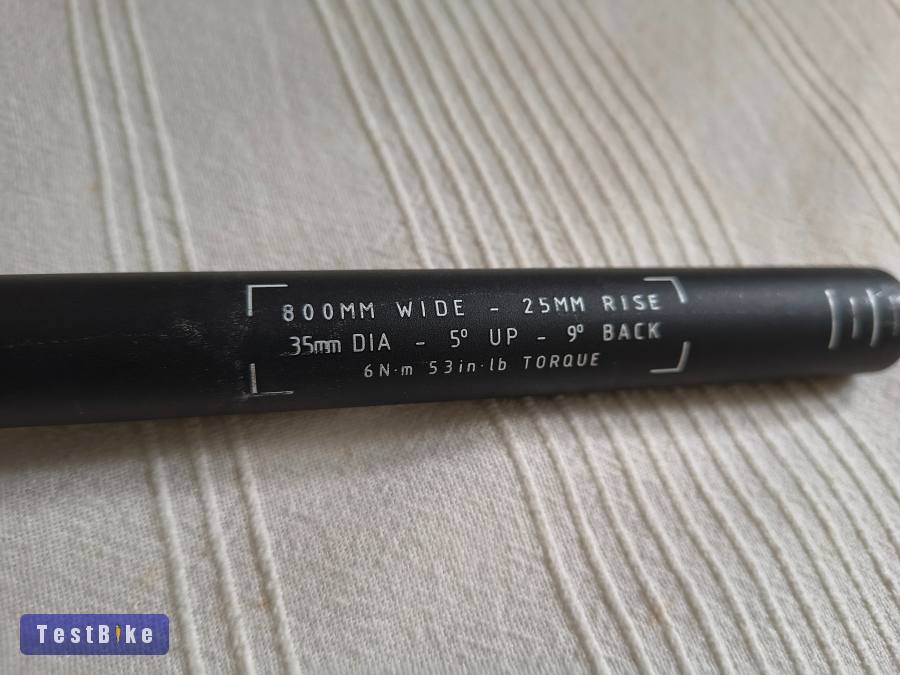 800MM WIDE - 25MM RISE
35mm DIA - 5º UP - 9º BACK
6N·m 53in·lb TORQUE
TestBike